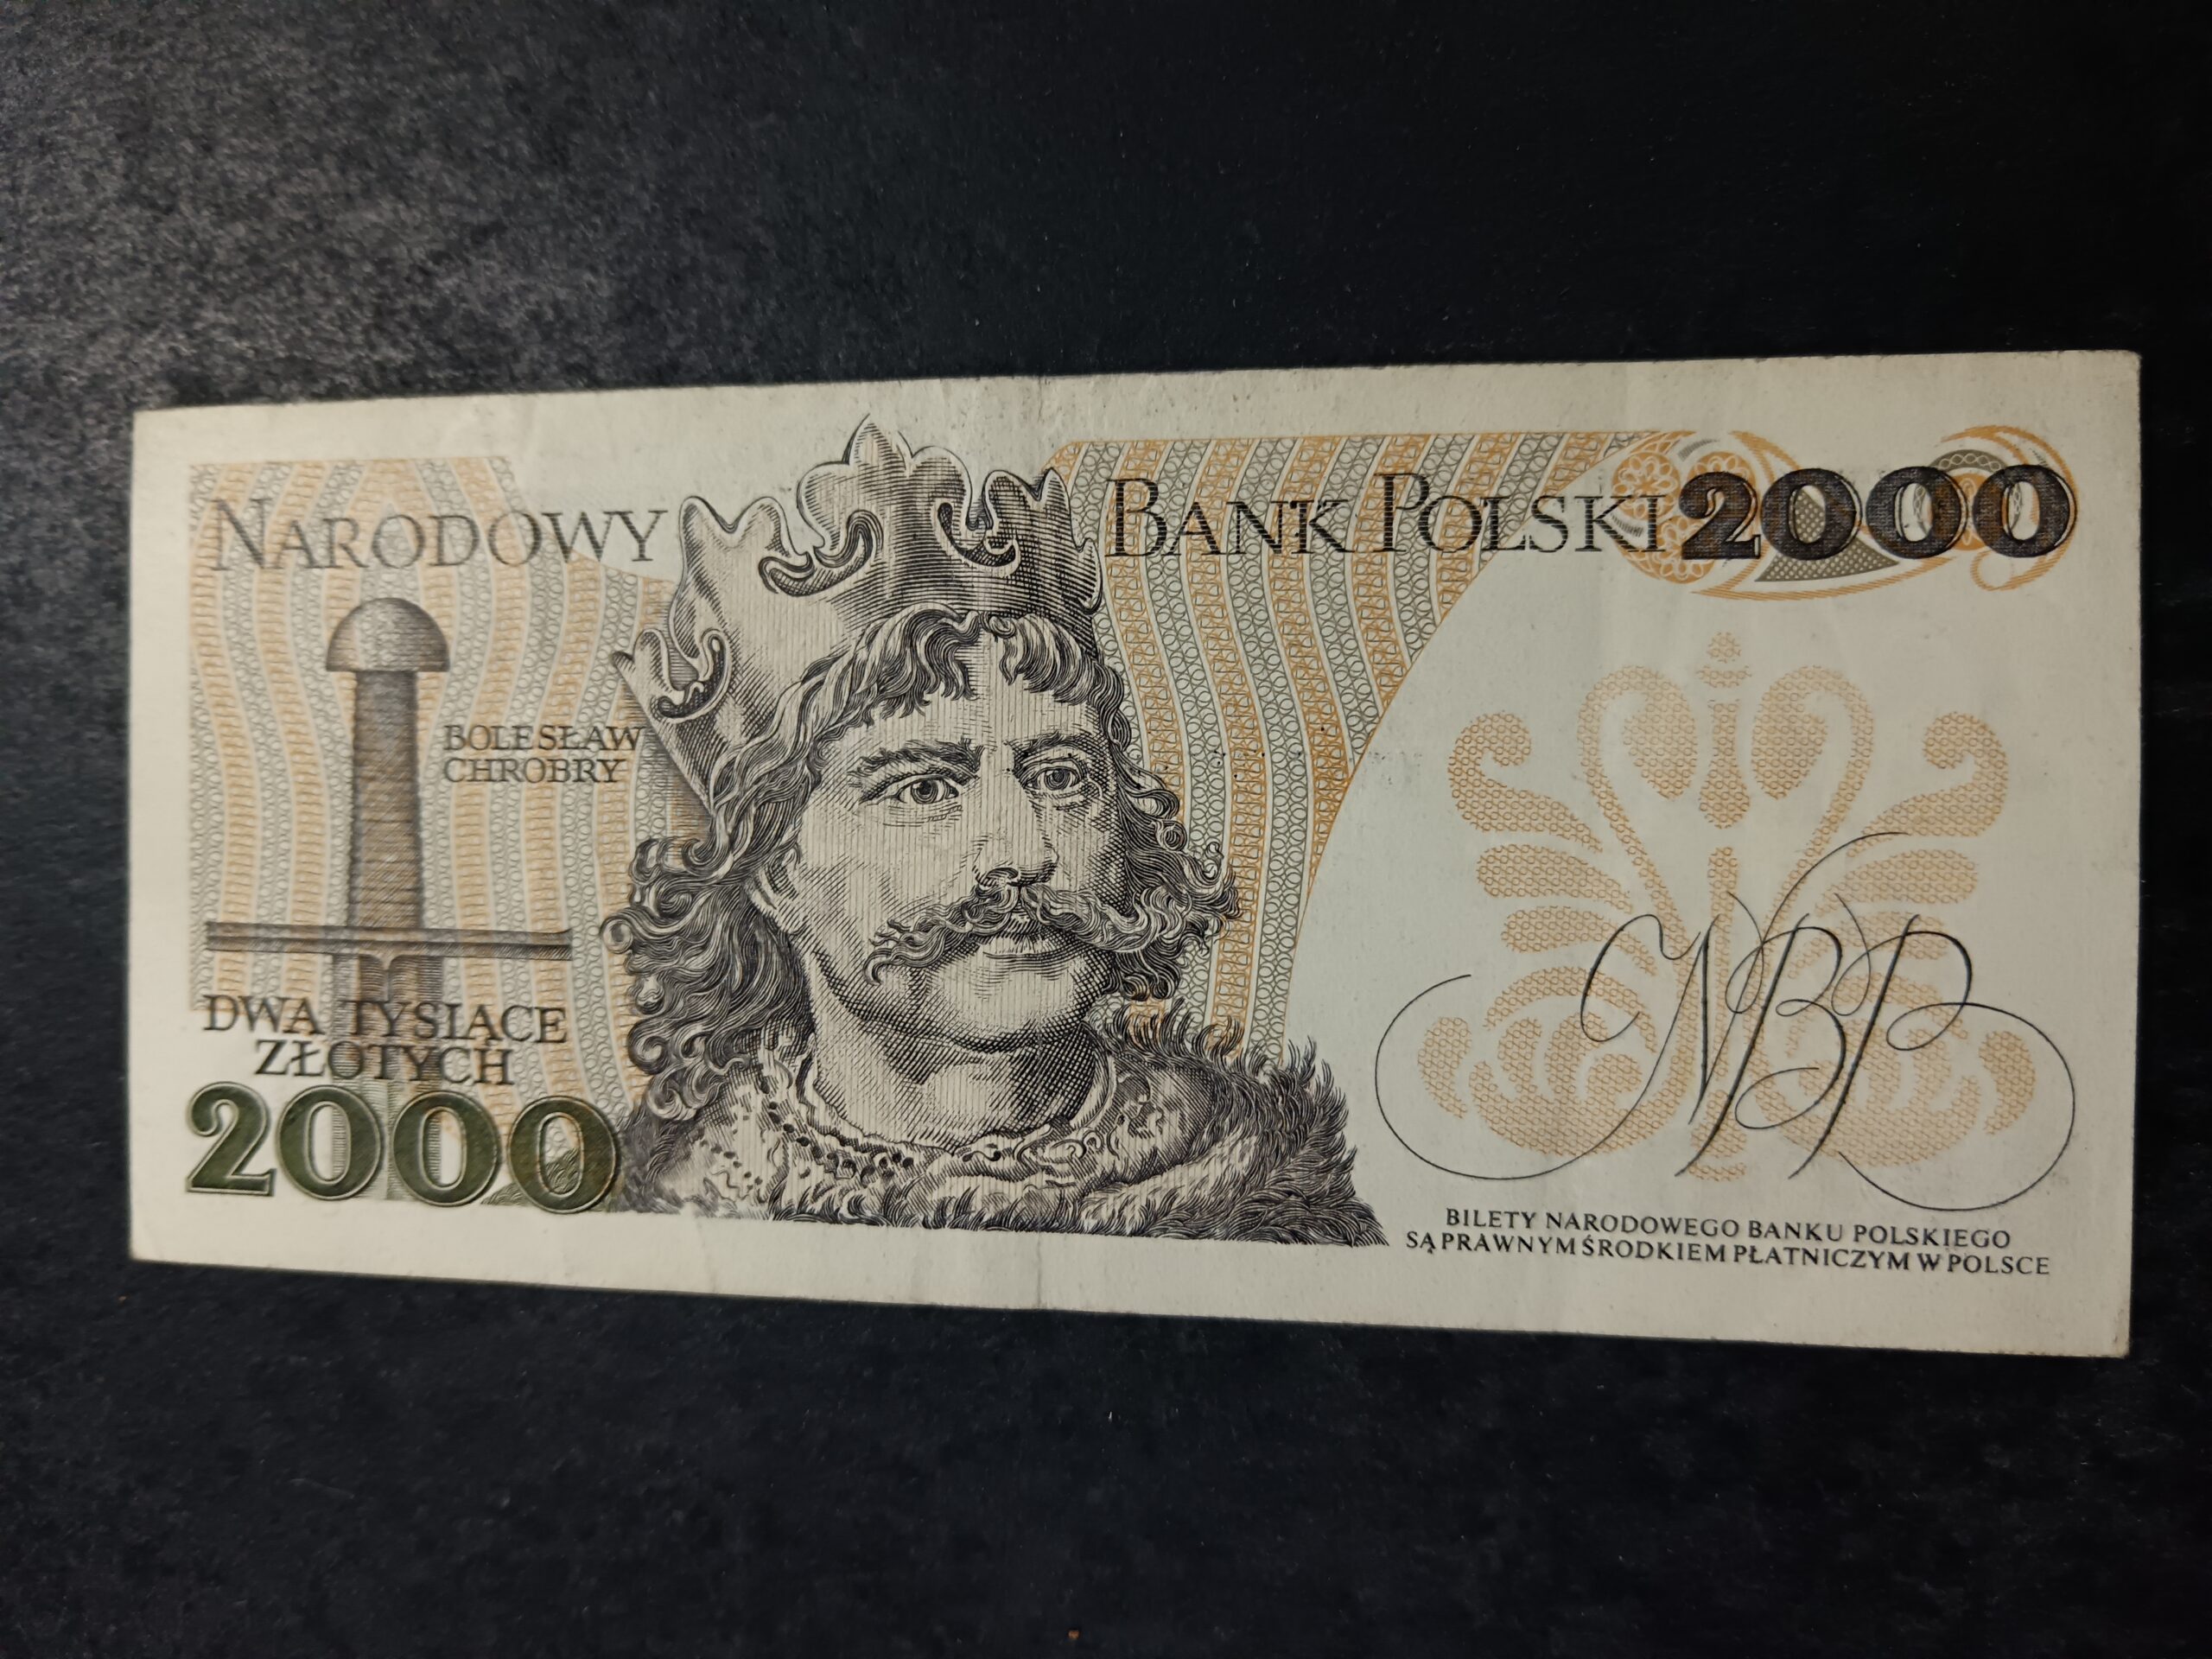 NARODOWY BANK POLSKI 2000
BOLESŁAW
CHROBRY
DWA TYSIĄCE
ZŁOTYCH
2000
NBP
BILETY NARODOWEGO BANKU POLSKIEGO
SĄ PRAWNYM ŚRODKIEM PŁATNICZYM W POLSCE